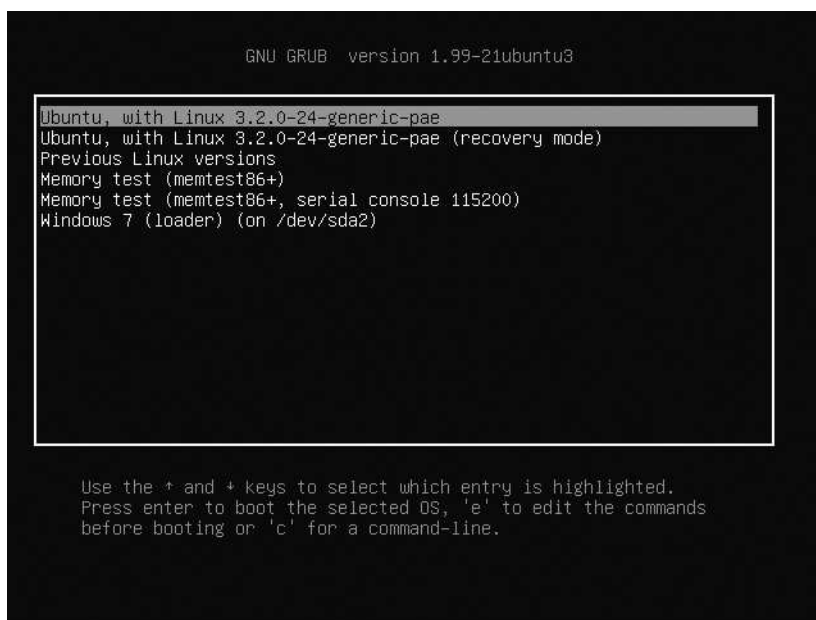 GNU GRUB  version 1.99-21ubuntu3
Ubuntu, with Linux 3.2.0-24-generic-pae
Ubuntu, with Linux 3.2.0-24-generic-pae (recovery mode)
Previous Linux versions
Memory test (memtest86+)
Memory test (memtest86+, serial console 115200)
Windows 7 (loader) (on /dev/sda2)
Use the ↑ and ↓ keys to select which entry is highlighted.
Press enter to boot the selected OS, 'e' to edit the commands
before booting or 'c' for a command-line.